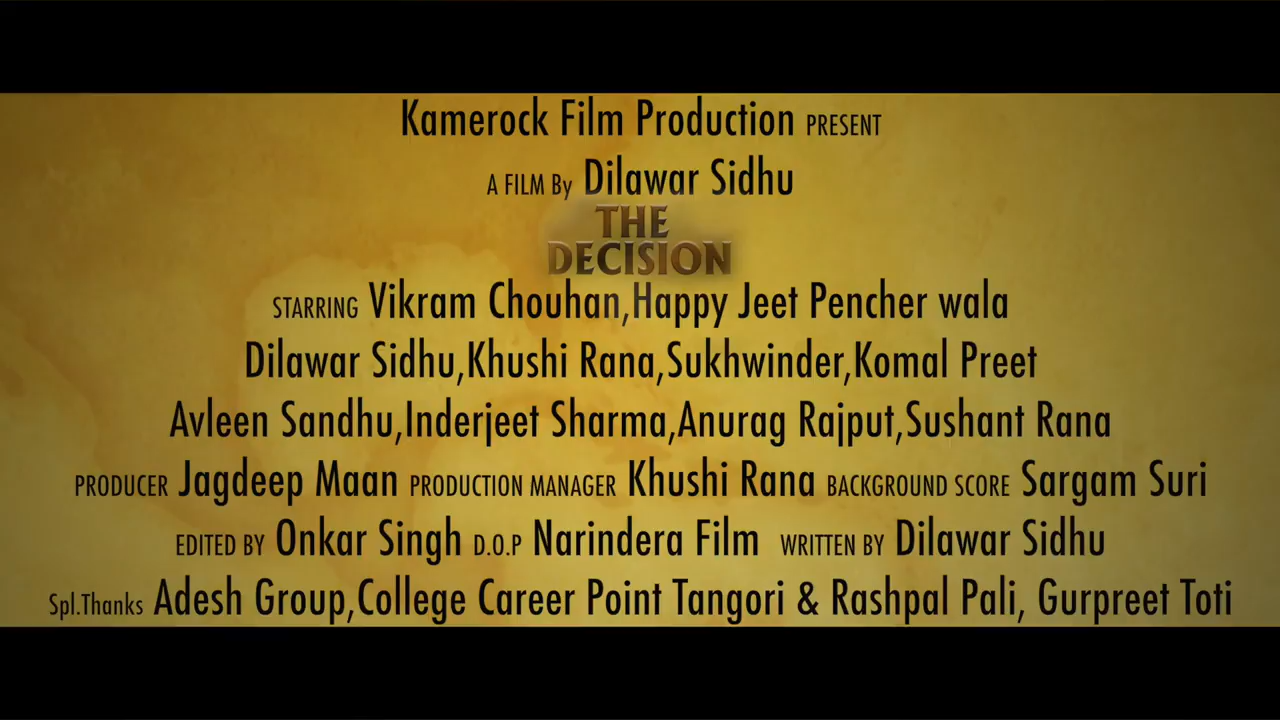 Kamerock Film Production PRESENT
A FILM By Dilawar Sidhu
THE
DECISION
STARRING Vikram Chouhan,Happy Jeet Pencher wala
Dilawar Sidhu,Khushi Rana,Sukhwinder,Komal Preet
Avleen Sandhu,Inderjeet Sharma,Anurag Rajput,Sushant Rana
PRODUCER Jagdeep Maan PRODUCTION MANAGER Khushi Rana BACKGROUND SCORE Sargam Suri
EDITED BY Onkar Singh D.O.P Narindera Film WRITTEN BY Dilawar Sidhu
Spl.Thanks Adesh Group,College Career Point Tangori & Rashpal Pali, Gurpreet Toti